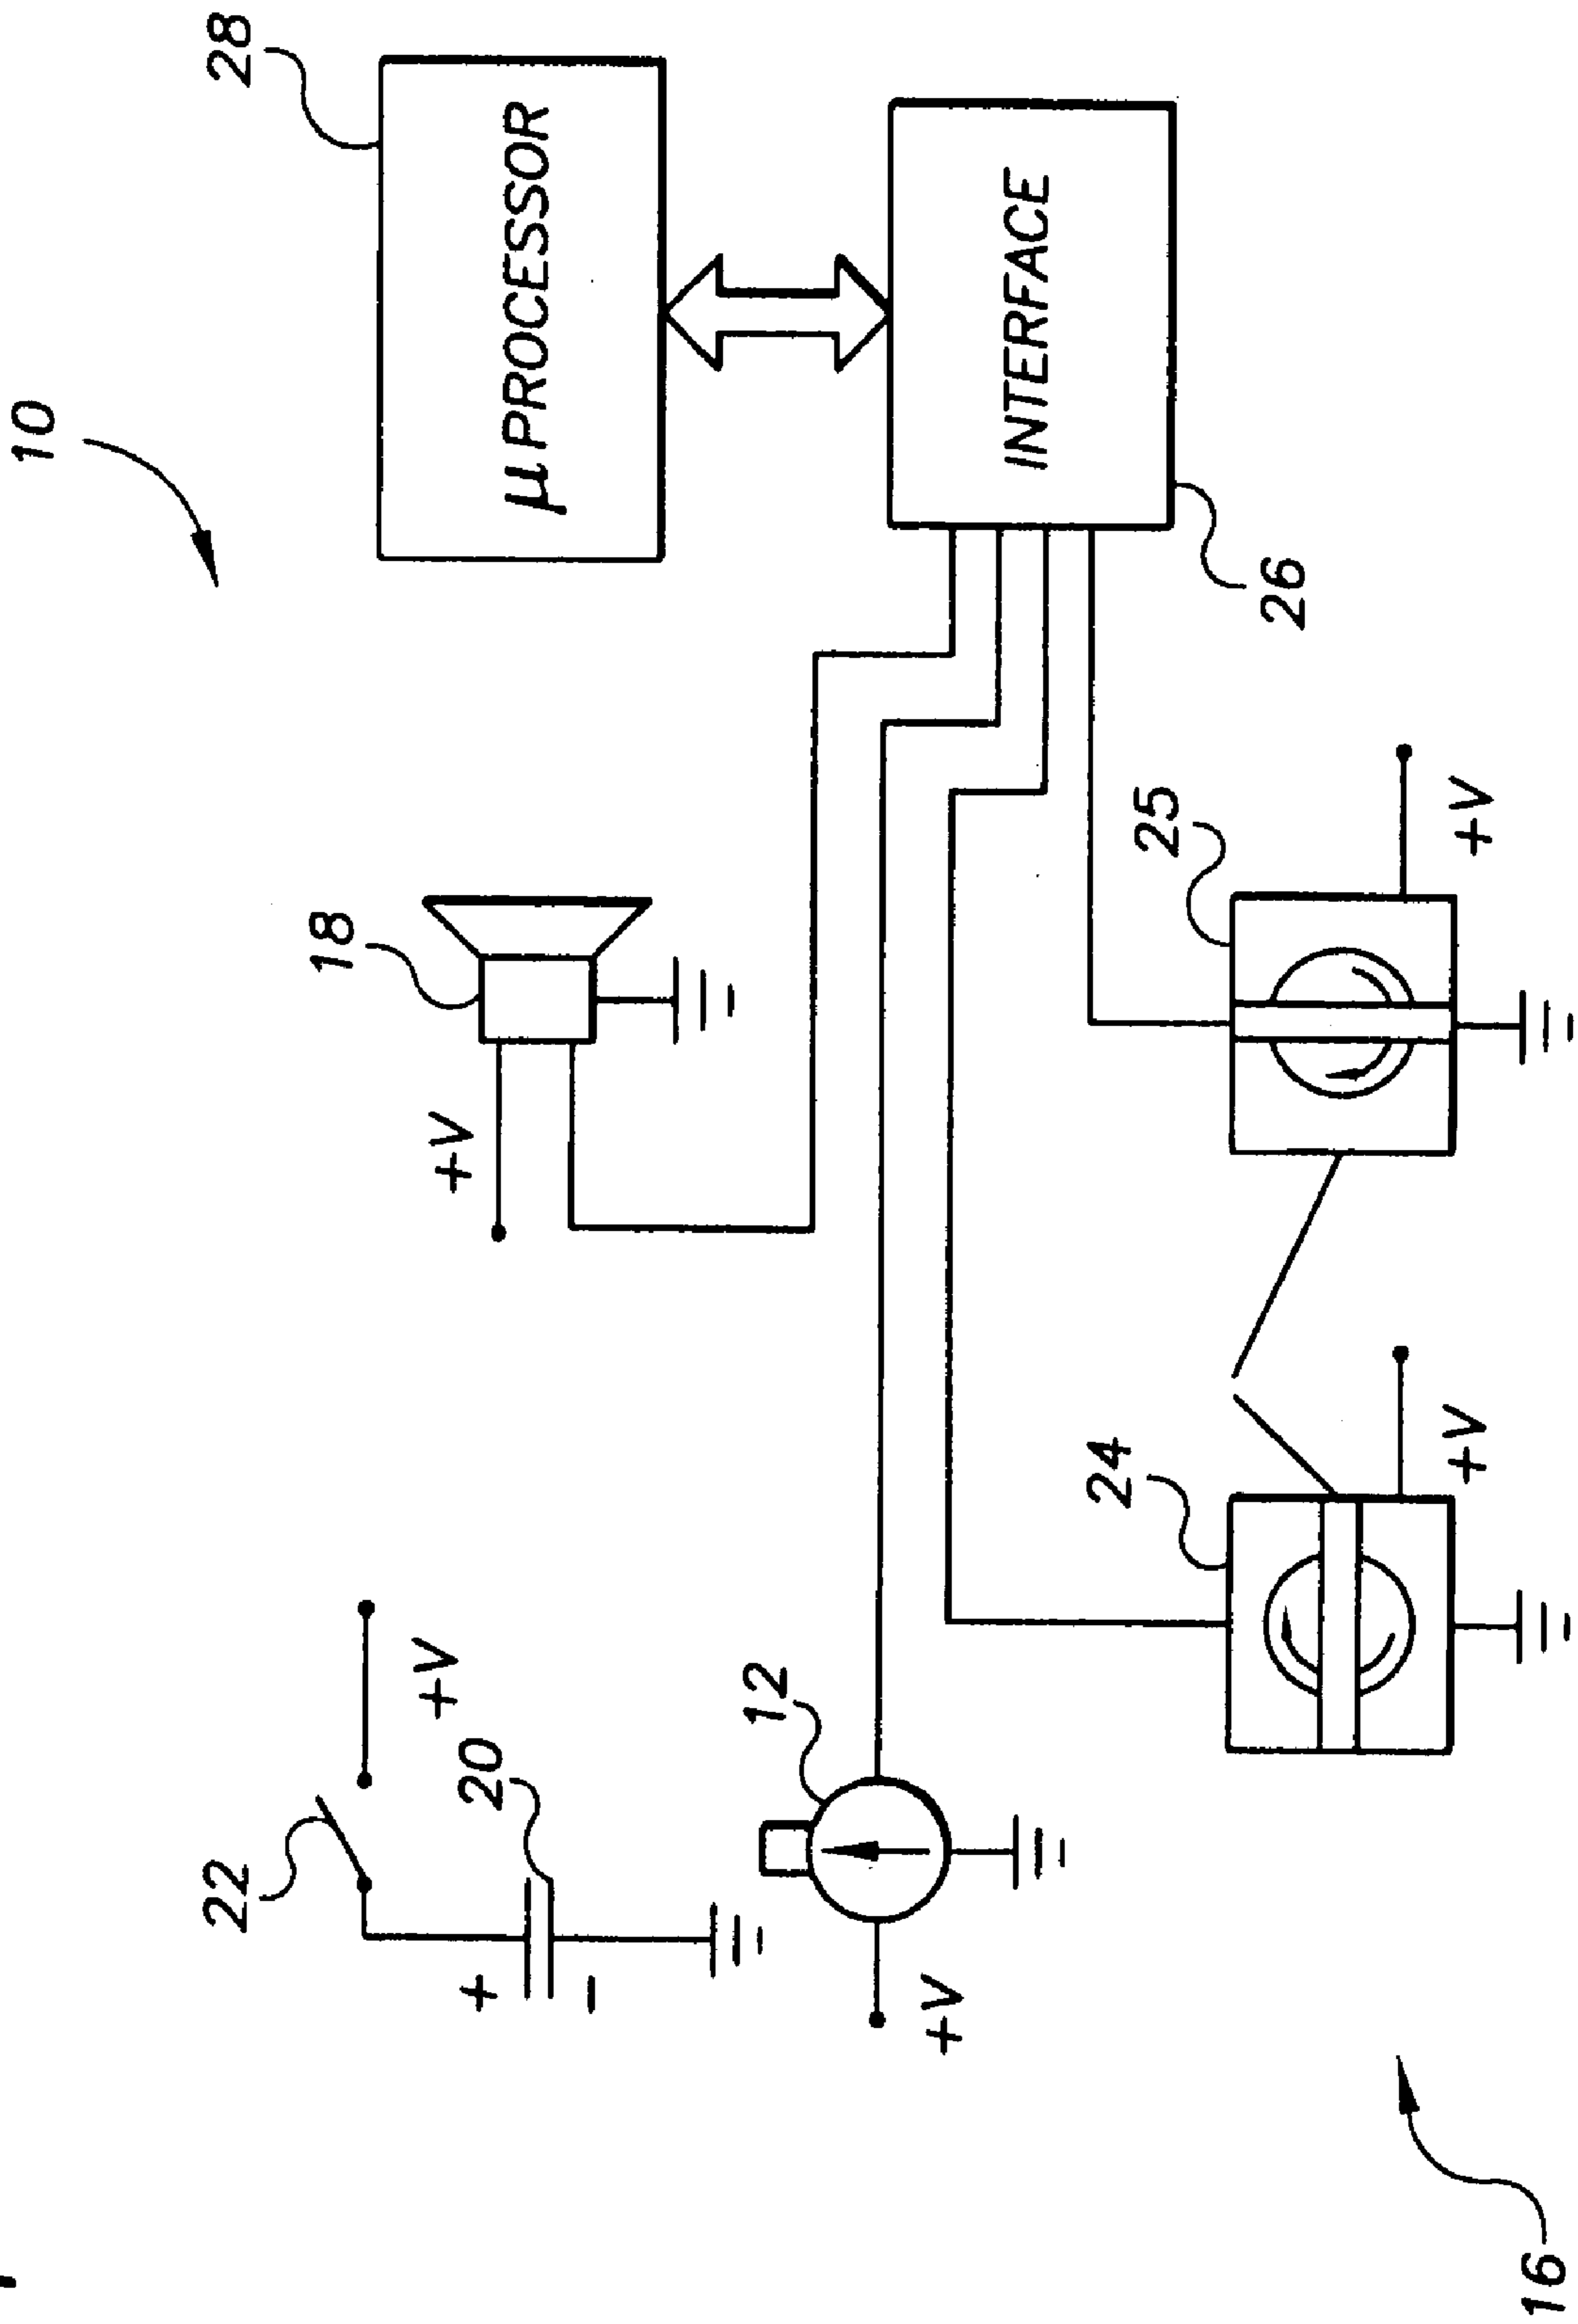 10
28
μPROCESSOR
INTERFACE
26
18
+V
25
+V
22
+V
20
+
−
12
+V
24
+V
16